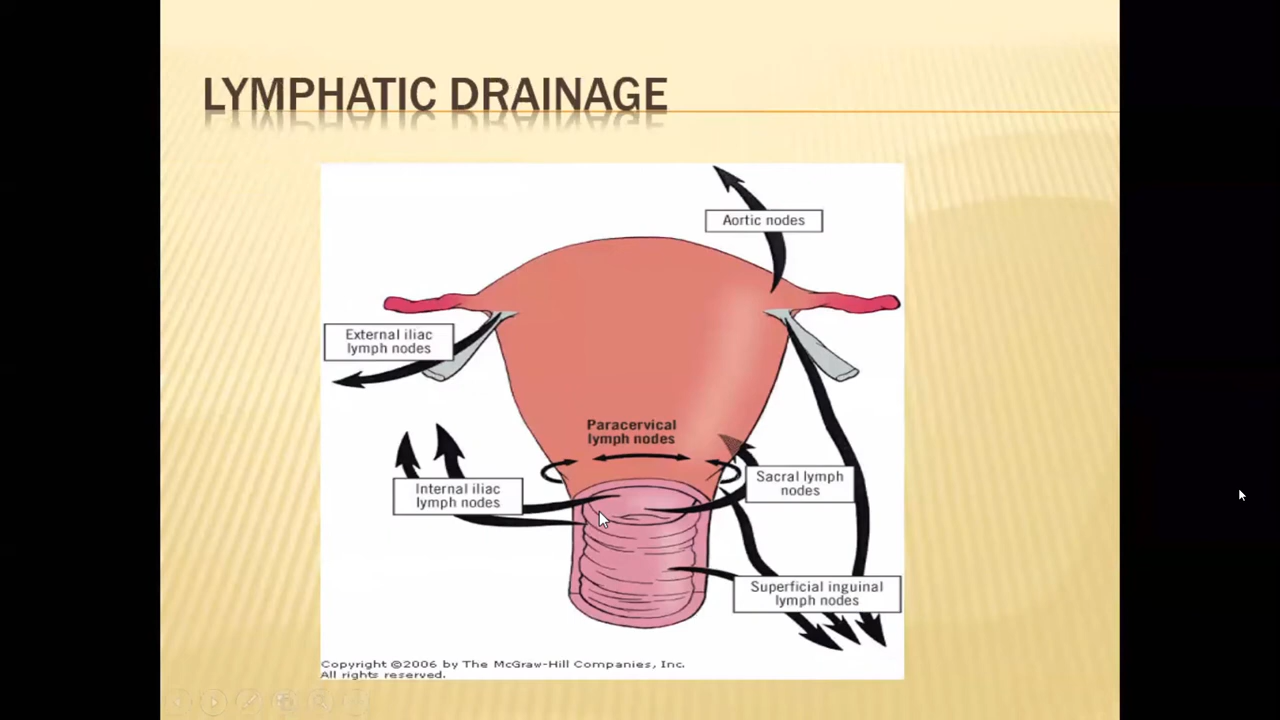 LYMPHATIC DRAINAGE
Aortic nodes
External iliac
lymph nodes
Paracervical
lymph nodes
Internal iliac
lymph nodes
Sacral lymph
nodes
Superficial inguinal
lymph nodes
Copyright ©2006 by The McGraw-Hill Companies, Inc.
All rights reserved.